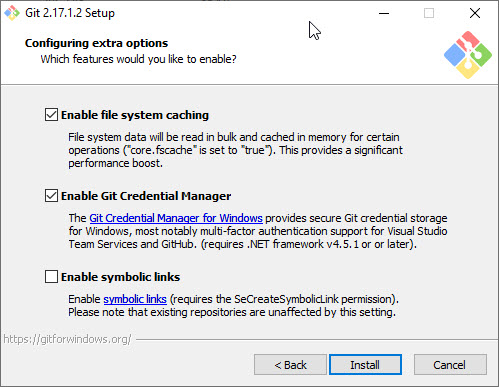 Git 2.17.1.2 Setup
Configuring extra options
Which features would you like to enable?
Enable file system caching
File system data will be read in bulk and cached in memory for certain
operations ("core.fscache" is set to "true"). This provides a significant
performance boost.
Enable Git Credential Manager
The Git Credential Manager for Windows provides secure Git credential storage
for Windows, most notably multi-factor authentication support for Visual Studio
Team Services and GitHub. (requires .NET framework v4.5.1 or or later).
Enable symbolic links
Enable symbolic links (requires the SeCreateSymbolicLink permission).
Please note that existing repositories are unaffected by this setting.
https://gitforwindows.org/
< Back
Install
Cancel